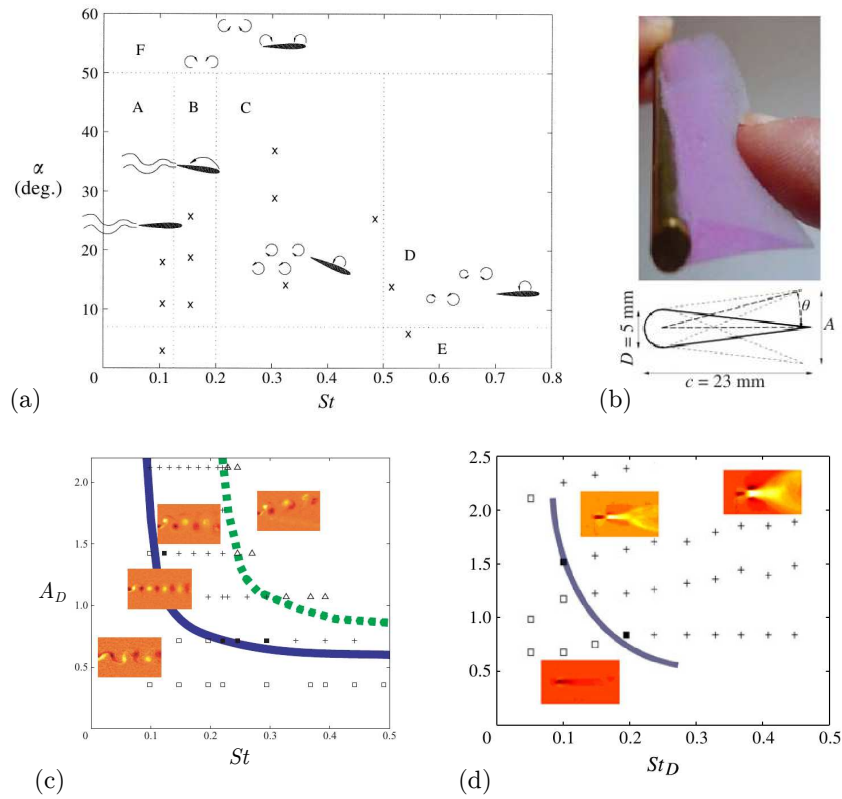 60
F
50
A B C
40
α
(deg.)
30
20
D
10
E
0
0 0.1 0.2 0.3 0.4 0.5 0.6 0.7 0.8
St
(a)
D = 5 mm
θ
A
c = 23 mm
(b)
2.0
1.5
A_D
1.0
0.5
0
0 0.1 0.2 0.3 0.4 0.5
St
(c)
2.5
2.0
1.5
1.0
0.5
0 0.1 0.2 0.3 0.4 0.5
St_D
(d)